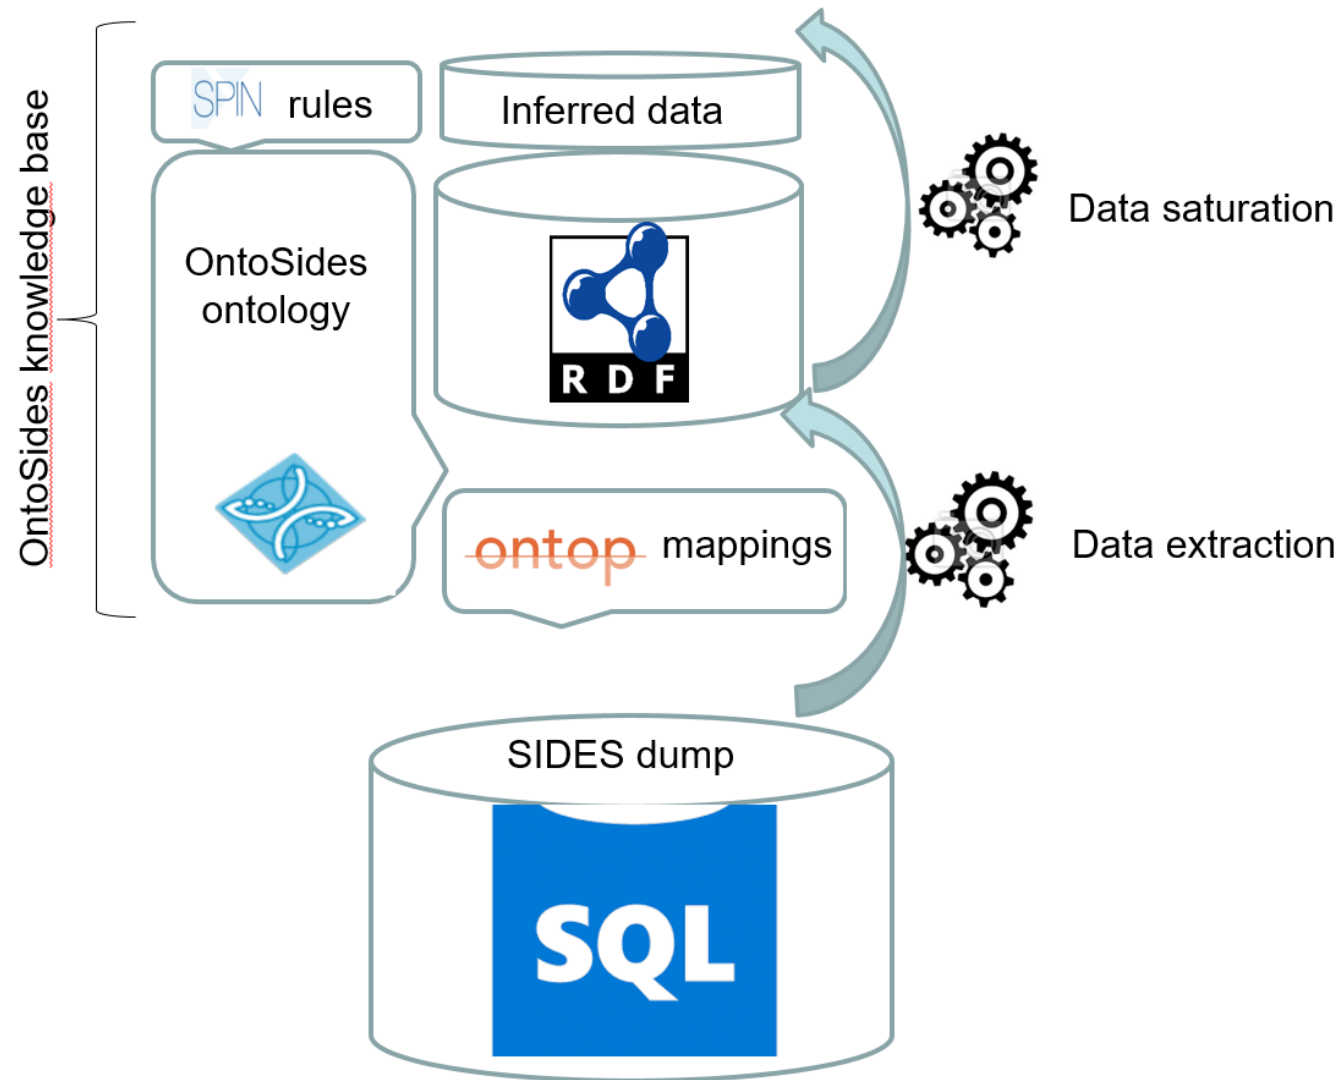 OntoSides knowledge base
SPIN rules
Inferred data
OntoSides
ontology
RDF
Data saturation
ontop mappings
Data extraction
SIDES dump
SQL